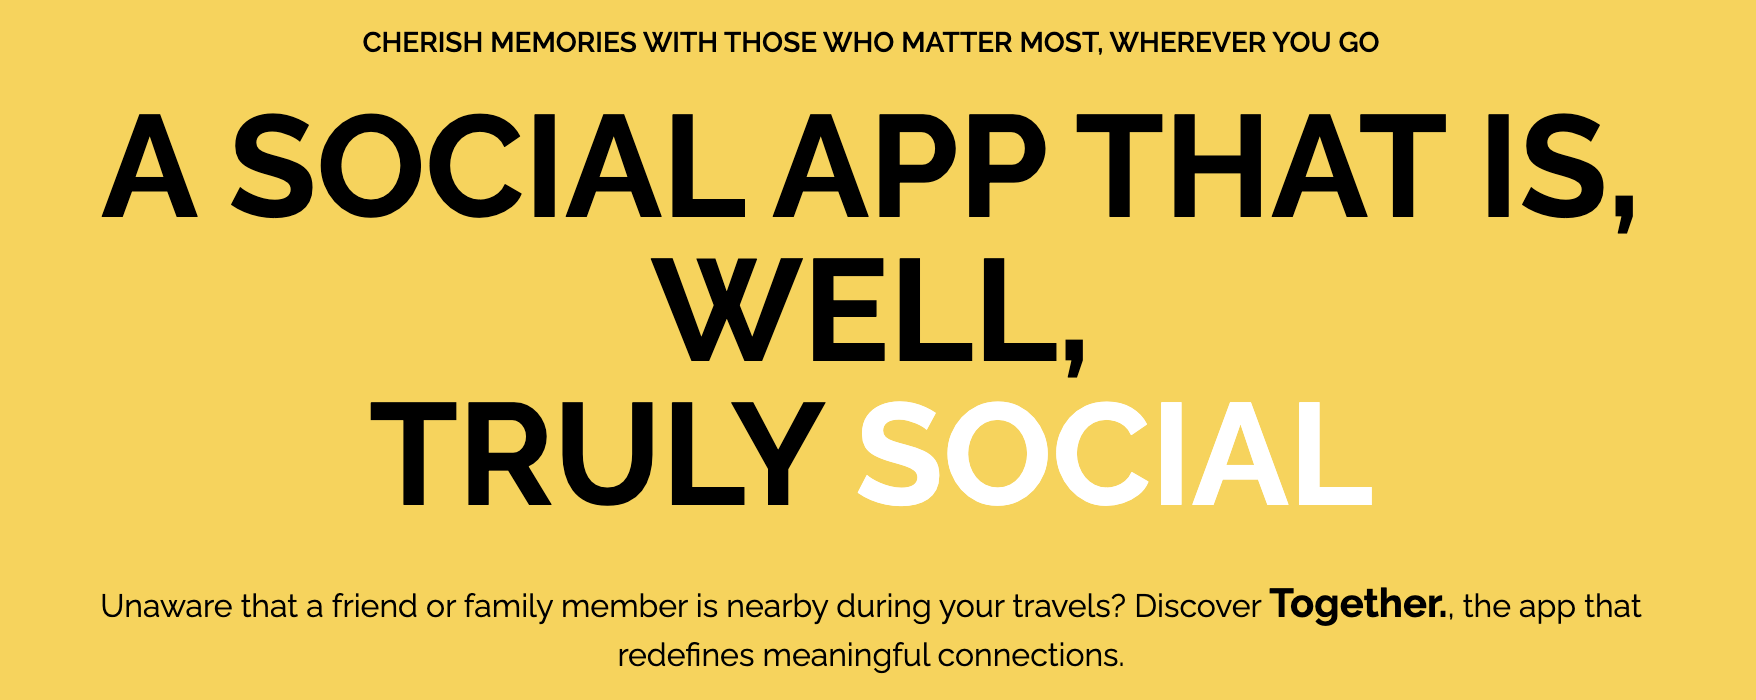 CHERISH MEMORIES WITH THOSE WHO MATTER MOST, WHEREVER YOU GO
A SOCIAL APP THAT IS,
WELL,
TRULY SOCIAL
Unaware that a friend or family member is nearby during your travels? Discover Together., the app that
redefines meaningful connections.